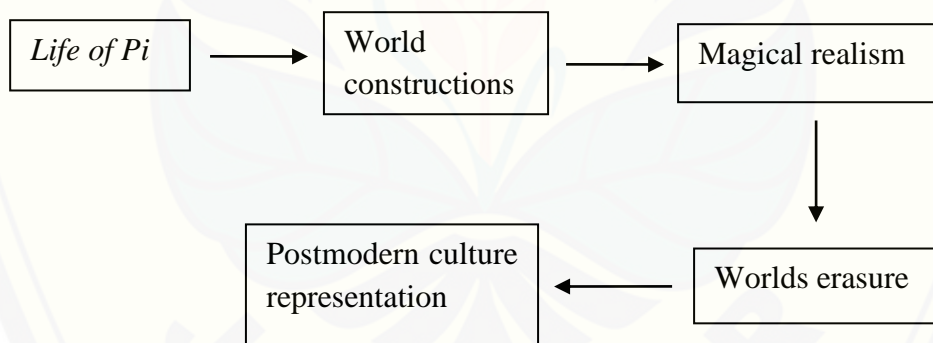 Life of Pi
World
constructions
Magical realism
Worlds erasure
Postmodern culture
representation